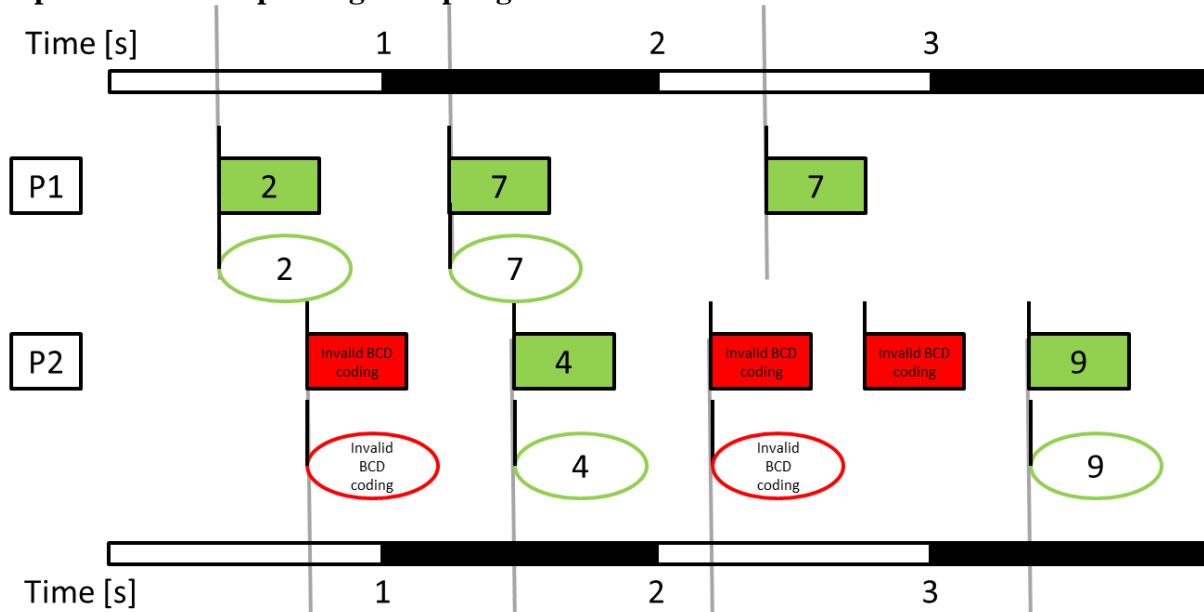 Time [s] 1 2 3
P1 2 7 7
2 7
P2 Invalid BCD coding 4 Invalid BCD coding Invalid BCD coding 9
Invalid BCD coding 4 Invalid BCD coding 9
Time [s] 1 2 3